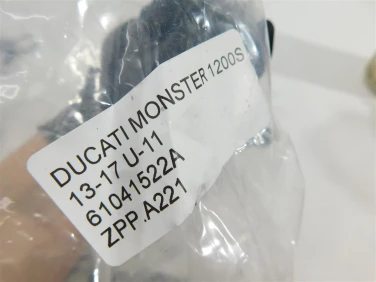 DUCATI MONSTER 1200S
13-17 U-11
61041522A
ZPP.A221